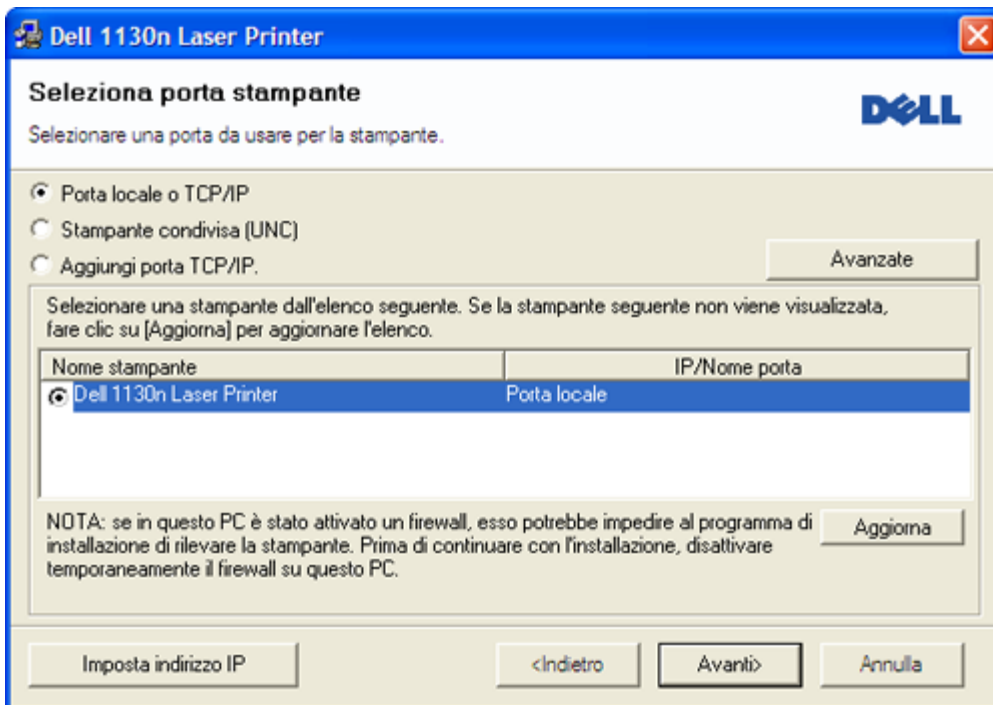 Dell 1130n Laser Printer
Seleziona porta stampante
Selezionare una porta da usare per la stampante.
DELL
Porta locale o TCP/IP
Stampante condivisa (UNC)
Aggiungi porta TCP/IP.
Avanzate
Selezionare una stampante dall'elenco seguente. Se la stampante seguente non viene visualizzata,
fare clic su [Aggiorna] per aggiornare l'elenco.
Nome stampante IP/Nome porta
Dell 1130n Laser Printer Porta locale
NOTA: se in questo PC è stato attivato un firewall, esso potrebbe impedire al programma di
installazione di rilevare la stampante. Prima di continuare con l'installazione, disattivare
temporaneamente il firewall su questo PC.
Aggiorna
Imposta indirizzo IP <Indietro Avanti> Annulla